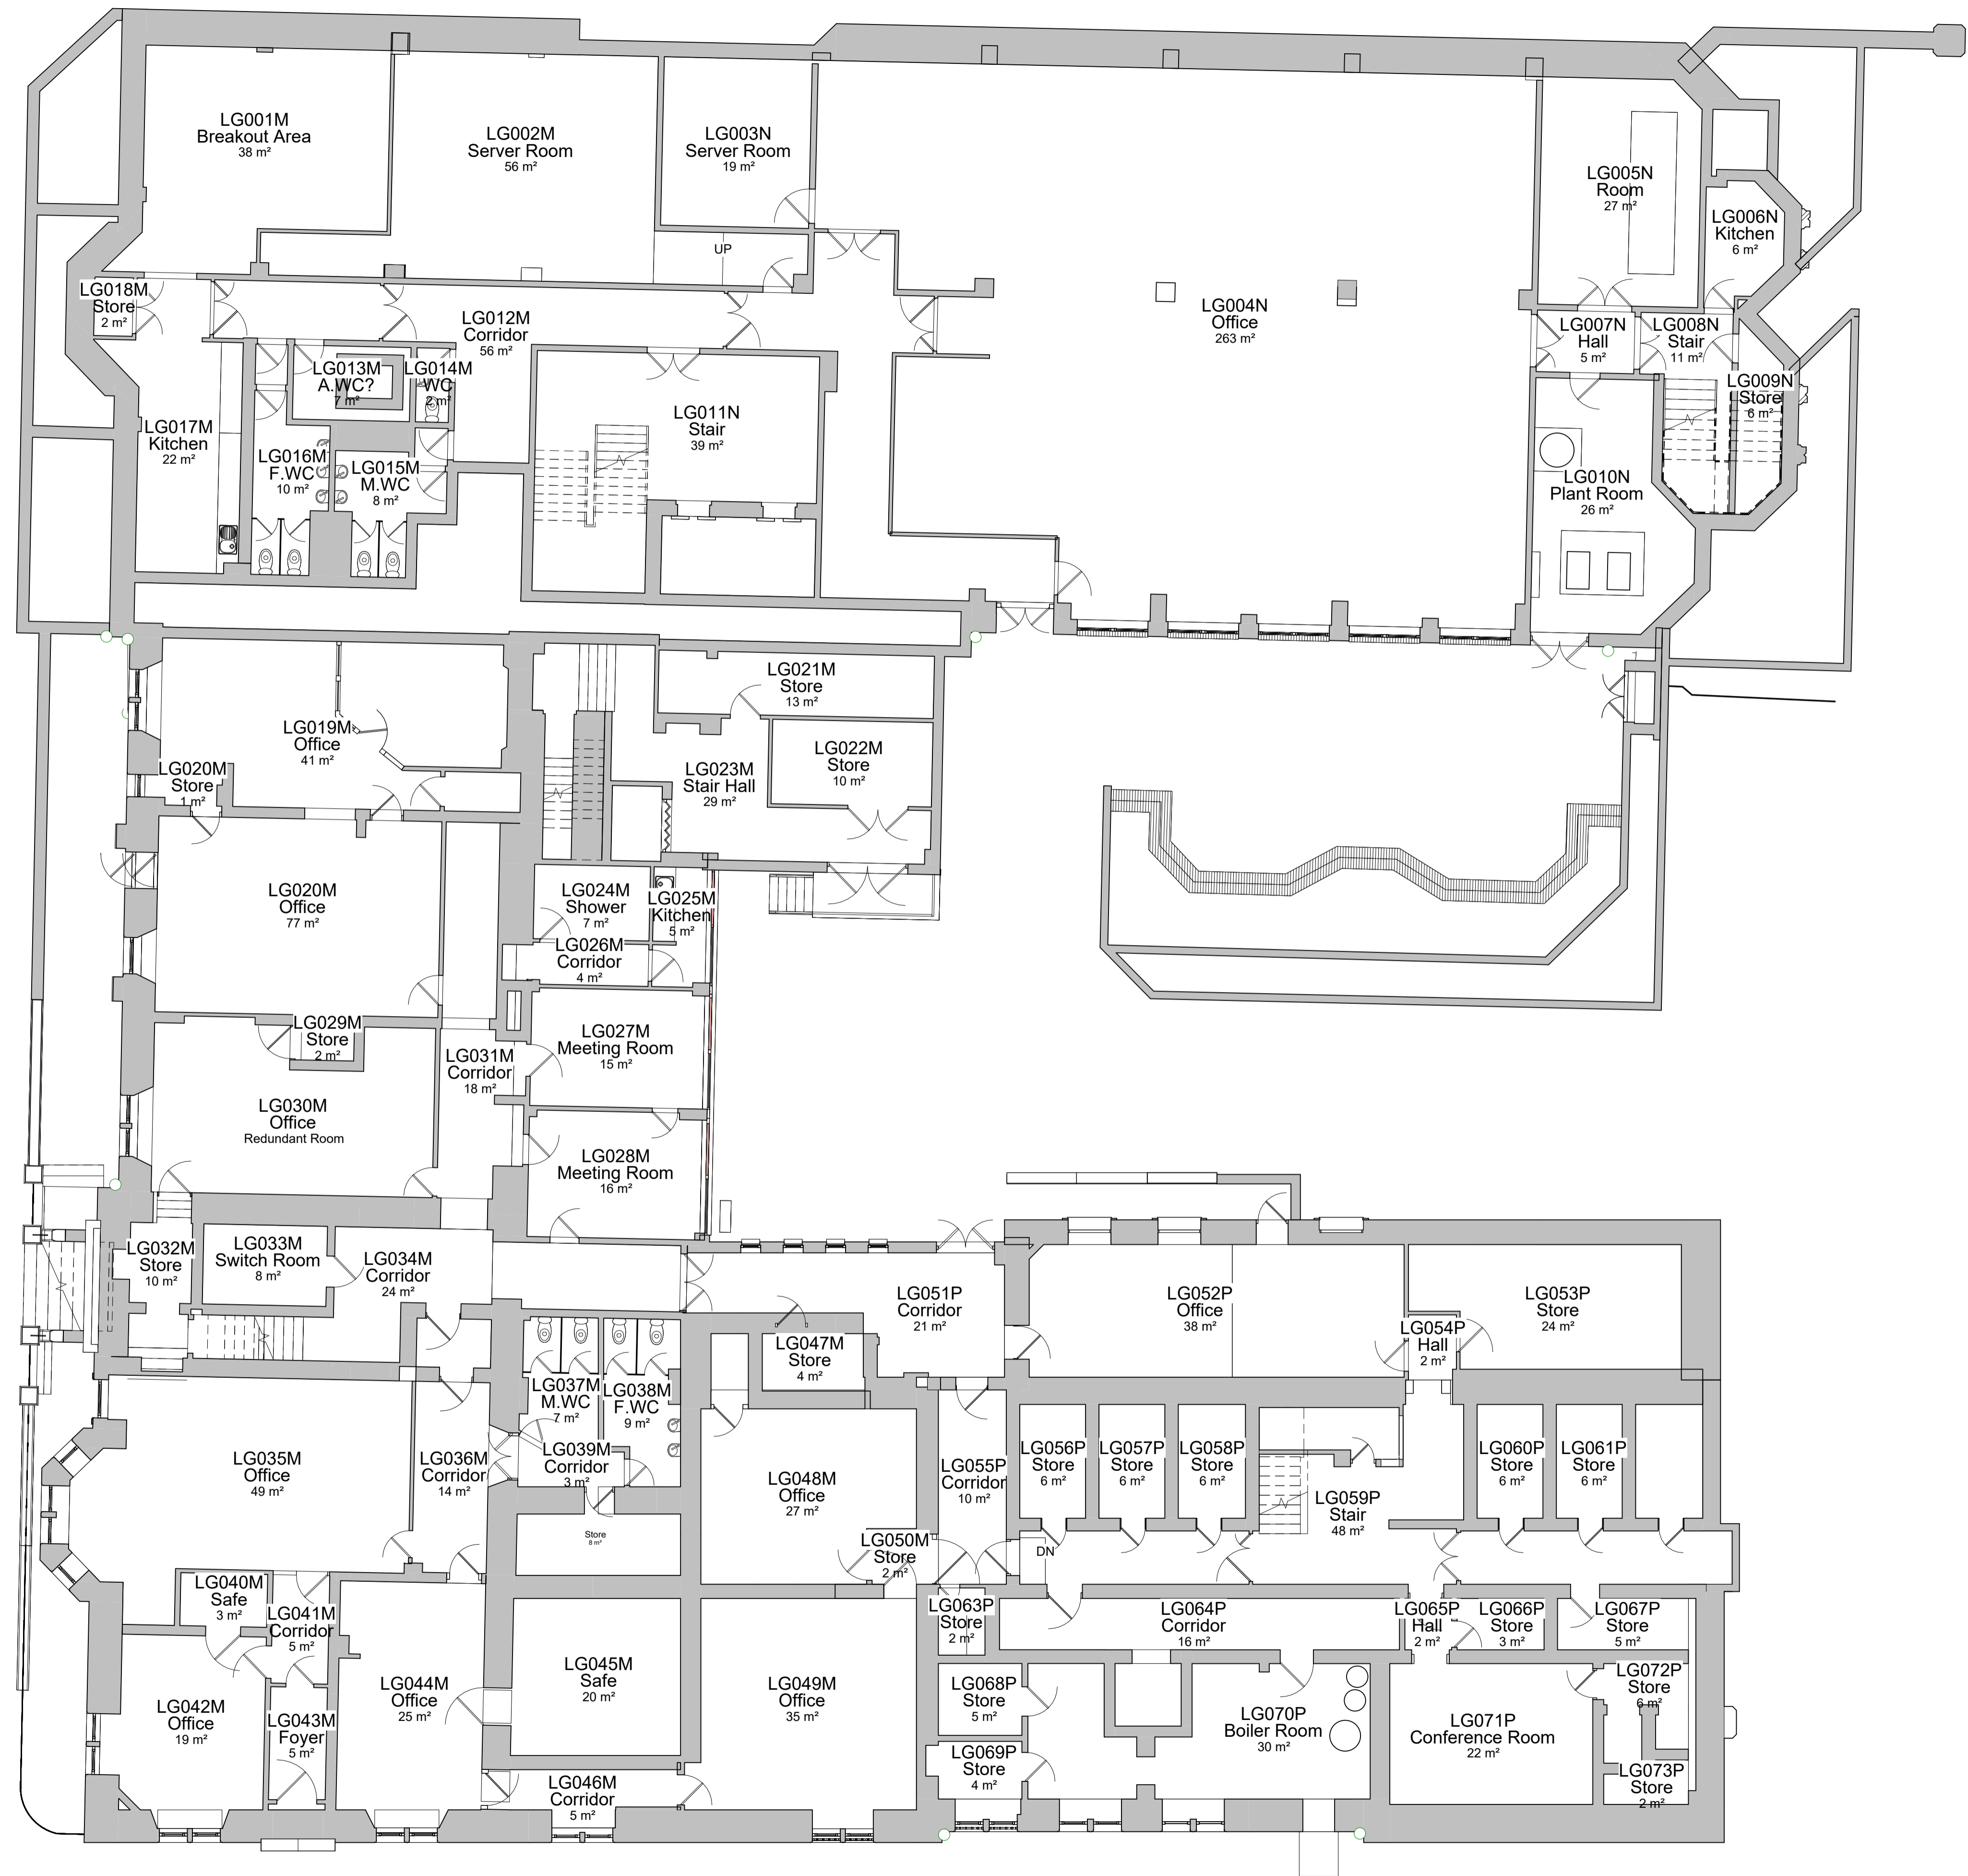 LG001M
Breakout Area
38 m²
LG002M
Server Room
56 m²
LG003N
Server Room
19 m²
UP
LG004N
Office
263 m²
LG005N
Room
27 m²
LG006N
Kitchen
6 m²
LG007N
Hall
5 m²
LG008N
Stair
11 m²
LG009N
Store
6 m²
LG010N
Plant Room
26 m²
LG011N
Stair
39 m²
LG012M
Corridor
56 m²
LG013M
A.WC?
7 m²
LG014M
WC
2 m²
LG015M
M.WC
8 m²
LG016M
F.WC
10 m²
LG017M
Kitchen
22 m²
LG018M
Store
2 m²
LG019M
Office
41 m²
LG020M
Store
1 m²
LG020M
Office
77 m²
LG021M
Store
13 m²
LG022M
Store
10 m²
LG023M
Stair Hall
29 m²
LG024M
Shower
7 m²
LG025M
Kitchen
5 m²
LG026M
Corridor
4 m²
LG027M
Meeting Room
15 m²
LG028M
Meeting Room
16 m²
LG029M
Store
2 m²
LG030M
Office
Redundant Room
LG031M
Corridor
18 m²
LG032M
Store
10 m²
LG033M
Switch Room
8 m²
LG034M
Corridor
24 m²
LG035M
Office
49 m²
LG036M
Corridor
14 m²
LG037M
M.WC
7 m²
LG038M
F.WC
9 m²
LG039M
Corridor
3 m²
Store
8 m²
LG040M
Safe
3 m²
LG041M
Corridor
5 m²
LG042M
Office
19 m²
LG043M
Foyer
5 m²
LG044M
Office
25 m²
LG045M
Safe
20 m²
LG046M
Corridor
5 m²
LG047M
Store
4 m²
LG048M
Office
27 m²
LG049M
Office
35 m²
LG050M
Store
2 m²
LG051P
Corridor
21 m²
LG052P
Office
38 m²
LG053P
Store
24 m²
LG054P
Hall
2 m²
LG055P
Corridor
10 m²
LG056P
Store
6 m²
LG057P
Store
6 m²
LG058P
Store
6 m²
LG059P
Stair
48 m²
DN
LG060P
Store
6 m²
LG061P
Store
6 m²
LG063P
Store
2 m²
LG064P
Corridor
16 m²
LG065P
Hall
2 m²
LG066P
Store
3 m²
LG067P
Store
5 m²
LG068P
Store
5 m²
LG069P
Store
4 m²
LG070P
Boiler Room
30 m²
LG071P
Conference Room
22 m²
LG072P
Store
6 m²
LG073P
Store
2 m²